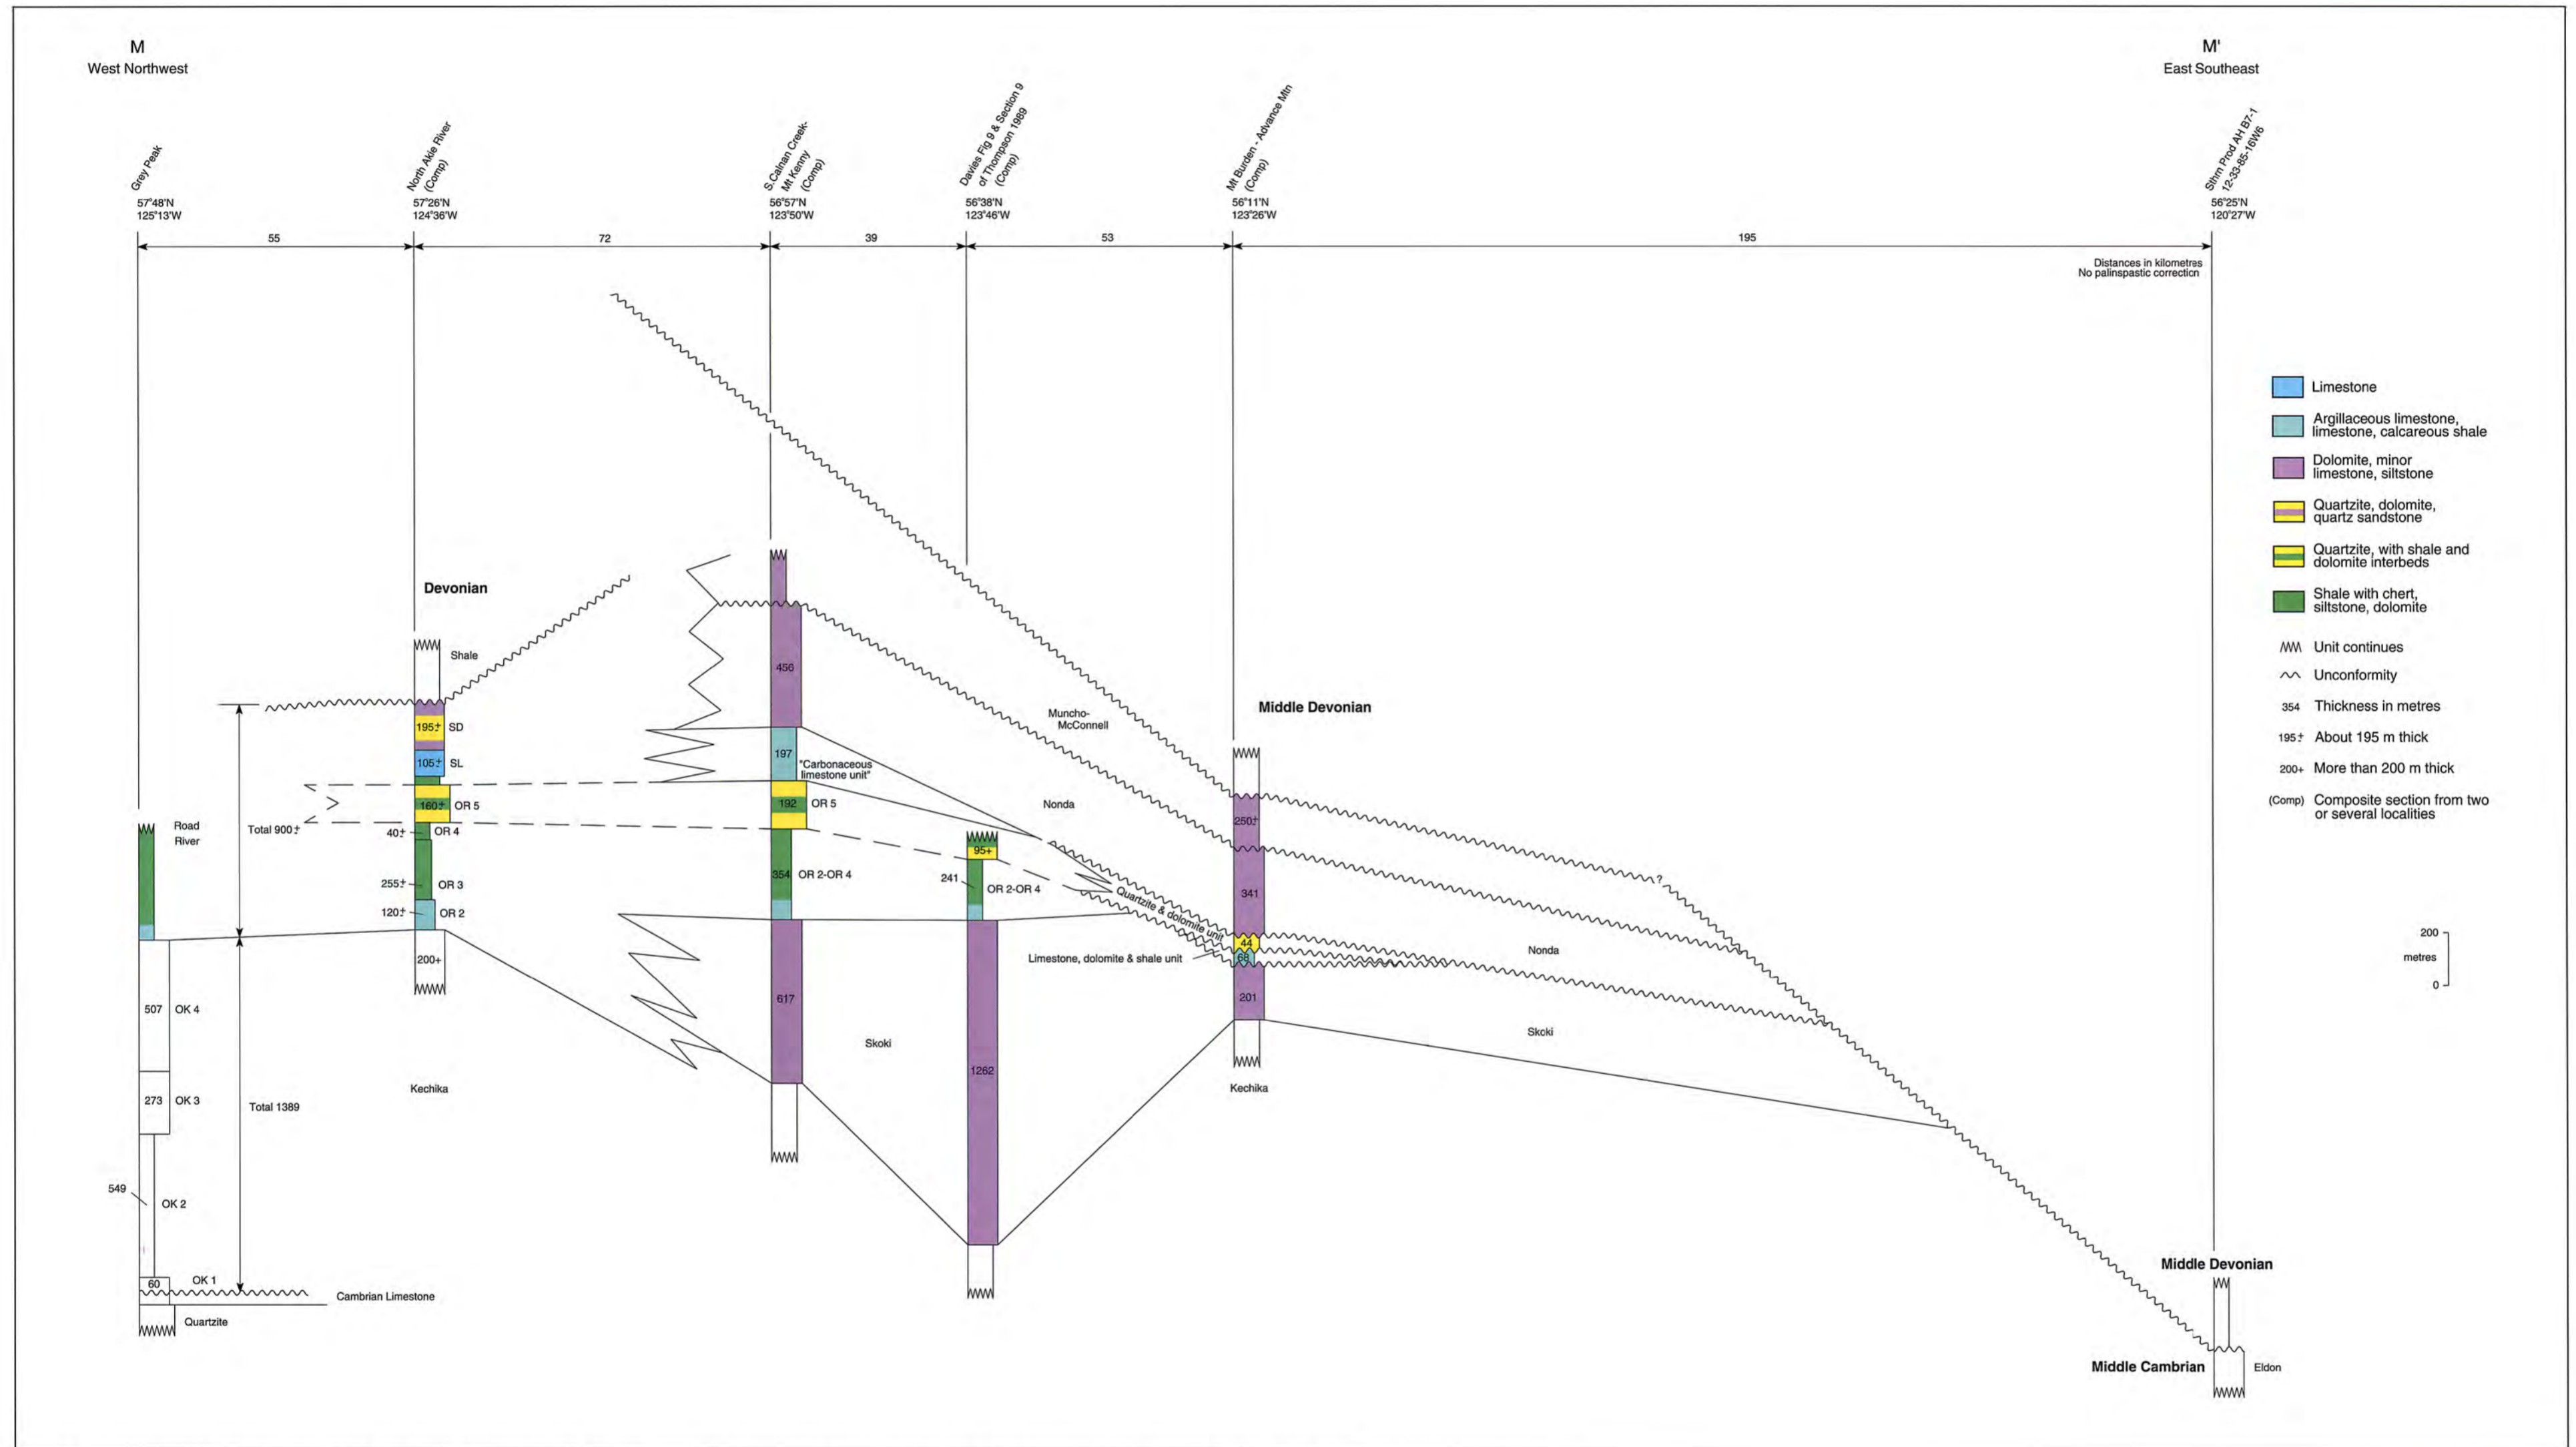 M
West Northwest
M'
East Southeast
Grey Peak
57°48'N
125°13'W
North Akie River
(Comp)
57°26'N
124°36'W
S.Calnan Creek-
Mt Kenny
(Comp)
56°57'N
123°50'W
Davies Fig 9 & Section 9
of Thompson 1989
(Comp)
56°38'N
123°46'W
Mt Burden - Advance Mtn
(Comp)
56°11'N
123°26'W
Sthrn Prod AH B7-1
12-33-85-16W6
56°25'N
120°27'W
55
72
39
53
195
Distances in kilometres
No palinspastic correction
Limestone
Argillaceous limestone,
limestone, calcareous shale
Dolomite, minor
limestone, siltstone
Quartzite, dolomite,
quartz sandstone
Quartzite, with shale and
dolomite interbeds
Shale with chert,
siltstone, dolomite
Unit continues
Unconformity
354 Thickness in metres
195± About 195 m thick
200+ More than 200 m thick
(Comp) Composite section from two
or several localities
200
metres
0
Road
River
Total 900±
507 OK 4
273 OK 3
Total 1389
549
OK 2
60 OK 1
Cambrian Limestone
Quartzite
Devonian
Shale
195± SD
105± SL
160± OR 5
40± OR 4
255± OR 3
120± OR 2
200+
Kechika
456
197
"Carbonaceous
limestone unit"
192 OR 5
354 OR 2-OR 4
617
Skoki
95+
241
OR 2-OR 4
1262
Muncho-
McConnell
Nonda
Quartzite & dolomite unit
Limestone, dolomite & shale unit
Middle Devonian
250±
341
44
68
201
Kechika
?
Nonda
Skoki
Middle Devonian
Middle Cambrian
Eldon